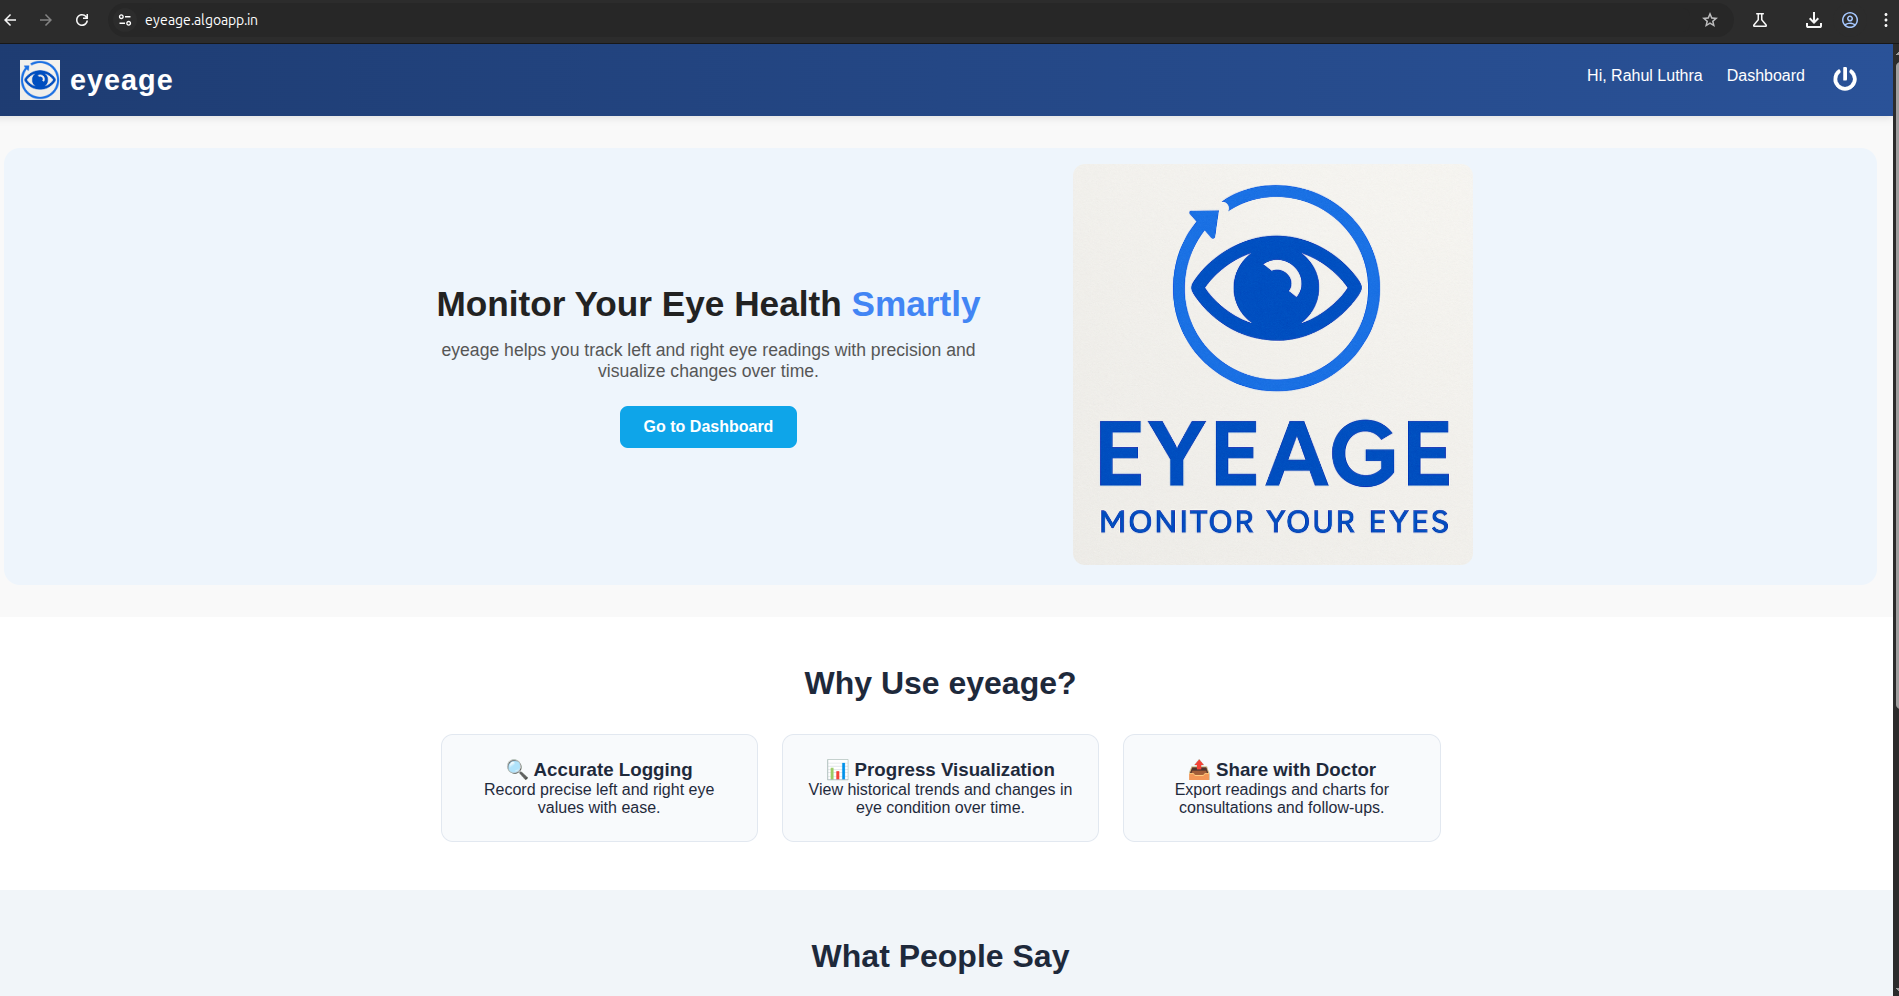 eyeage.algoapp.in
eyeage
Hi, Rahul Luthra
Dashboard
Monitor Your Eye Health Smartly
eyeage helps you track left and right eye readings with precision and
visualize changes over time.
Go to Dashboard
EYEAGE
MONITOR YOUR EYES
Why Use eyeage?
🔍 Accurate Logging
Record precise left and right eye
values with ease.
📊 Progress Visualization
View historical trends and changes in
eye condition over time.
📤 Share with Doctor
Export readings and charts for
consultations and follow-ups.
What People Say